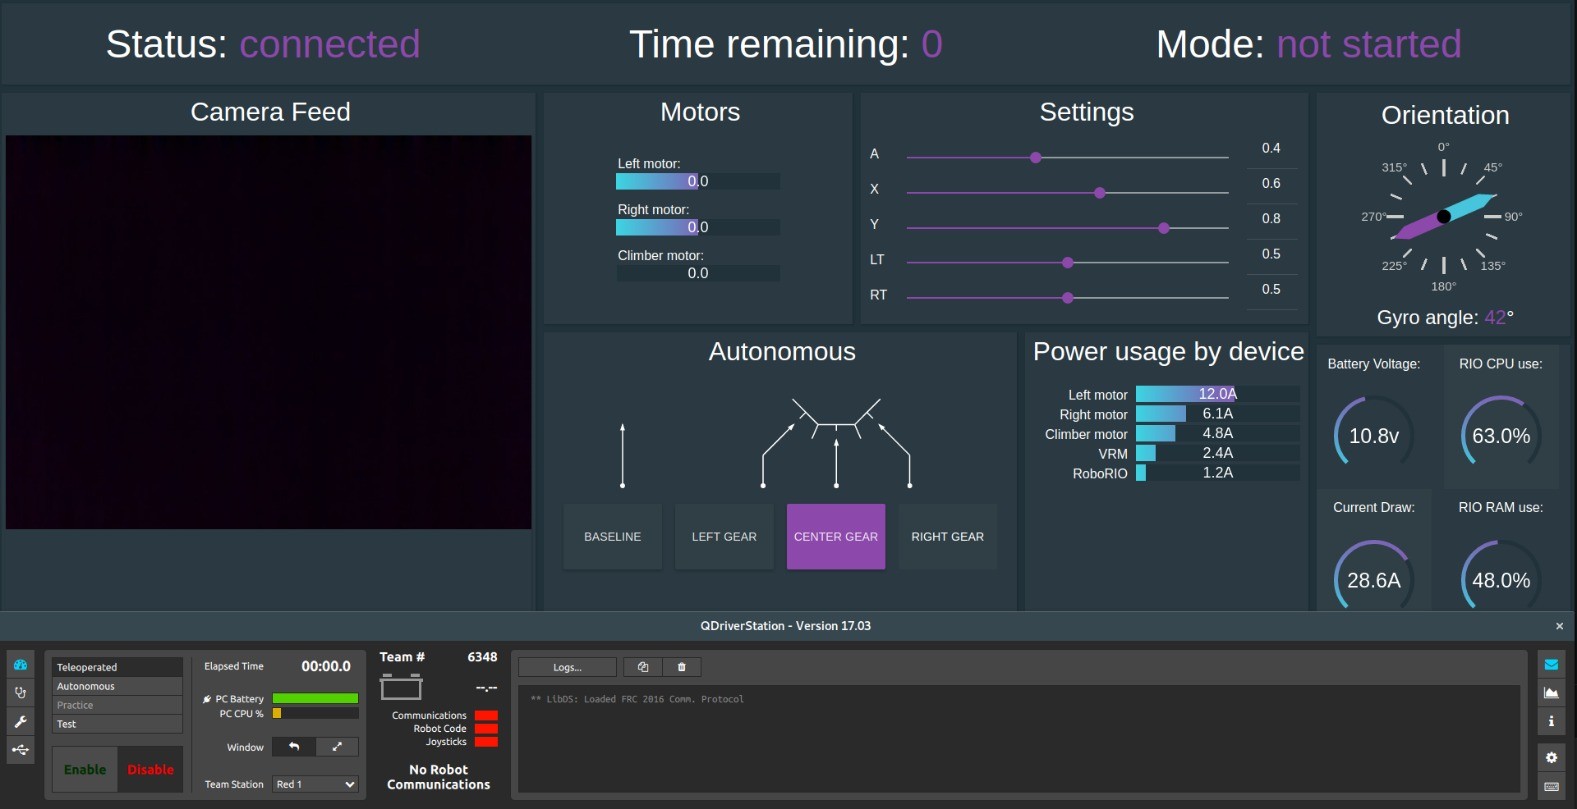 Status: connected
Time remaining: 0
Mode: not started
Camera Feed
Motors
Left motor:
0.0
Right motor:
0.0
Climber motor:
0.0
Settings
A 0.4
X 0.6
Y 0.8
LT 0.5
RT 0.5
Orientation
0°
315° 45°
270° 90°
225° 135°
180°
Gyro angle: 42°
Autonomous
BASELINE
LEFT GEAR
CENTER GEAR
RIGHT GEAR
Power usage by device
Left motor 12.0A
Right motor 6.1A
Climber motor 4.8A
VRM 2.4A
RoboRIO 1.2A
Battery Voltage:
10.8v
RIO CPU use:
63.0%
Current Draw:
28.6A
RIO RAM use:
48.0%
QDriverStation - Version 17.03
×
Teleoperated
Autonomous
Practice
Test
Enable
Disable
Elapsed Time 00:00.0
PC Battery
PC CPU %
Window
Team Station Red 1
Team # 6348
--.--
Communications
Robot Code
Joysticks
No Robot
Communications
Logs...
** LibDS: Loaded FRC 2016 Comm. Protocol